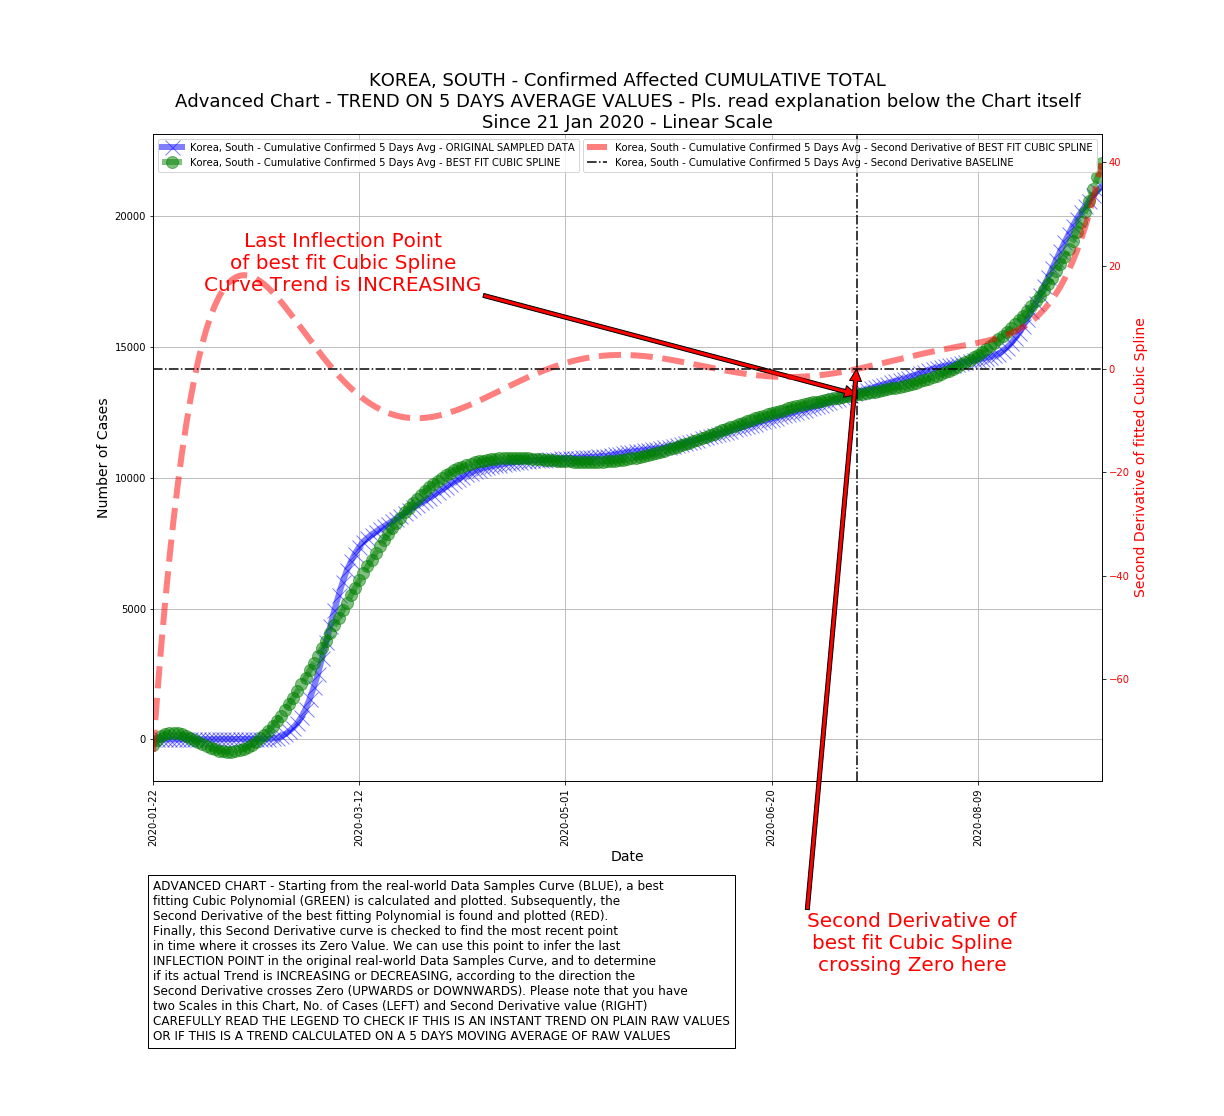 KOREA, SOUTH - Confirmed Affected CUMULATIVE TOTAL
Advanced Chart - TREND ON 5 DAYS AVERAGE VALUES - Pls. read explanation below the Chart itself
Since 21 Jan 2020 - Linear Scale
Korea, South - Cumulative Confirmed 5 Days Avg - ORIGINAL SAMPLED DATA
Korea, South - Cumulative Confirmed 5 Days Avg - BEST FIT CUBIC SPLINE
Korea, South - Cumulative Confirmed 5 Days Avg - Second Derivative of BEST FIT CUBIC SPLINE
Korea, South - Cumulative Confirmed 5 Days Avg - Second Derivative BASELINE
Last Inflection Point
of best fit Cubic Spline
Curve Trend is INCREASING
Number of Cases
20000
15000
10000
5000
0
40
20
0
−20
−40
−60
Second Derivative of fitted Cubic Spline
2020-01-22
2020-03-12
2020-05-01
2020-06-20
2020-08-09
Date
ADVANCED CHART - Starting from the real-world Data Samples Curve (BLUE), a best
fitting Cubic Polynomial (GREEN) is calculated and plotted. Subsequently, the
Second Derivative of the best fitting Polynomial is found and plotted (RED).
Finally, this Second Derivative curve is checked to find the most recent point
in time where it crosses its Zero Value. We can use this point to infer the last
INFLECTION POINT in the original real-world Data Samples Curve, and to determine
if its actual Trend is INCREASING or DECREASING, according to the direction the
Second Derivative crosses Zero (UPWARDS or DOWNWARDS). Please note that you have
two Scales in this Chart, No. of Cases (LEFT) and Second Derivative value (RIGHT)
CAREFULLY READ THE LEGEND TO CHECK IF THIS IS AN INSTANT TREND ON PLAIN RAW VALUES
OR IF THIS IS A TREND CALCULATED ON A 5 DAYS MOVING AVERAGE OF RAW VALUES
Second Derivative of
best fit Cubic Spline
crossing Zero here